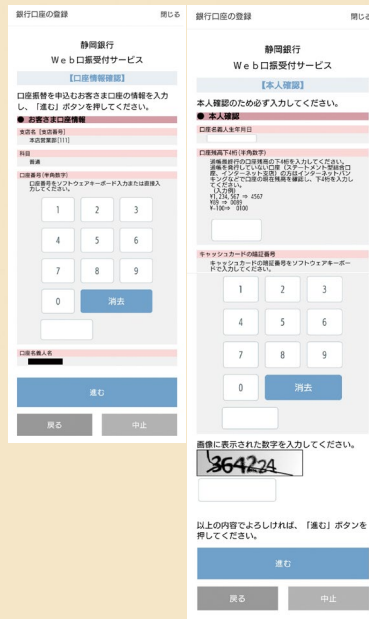 銀行口座の登録
閉じる
静岡銀行
Web口振受付サービス
【口座情報確認】
口座振替を申込むお客さま口座の情報を入力
し、「進む」ボタンを押してください。
● お客さま口座情報
支店名 [支店番号]
本店営業部[111]
科目
普通
口座番号(半角数字)
口座番号をソフトウェアキーボード入力または直接入
力してください。
1 2 3
4 5 6
7 8 9
0 消去
口座名義人名
進む
戻る 中止
銀行口座の登録
閉じる
静岡銀行
Web口振受付サービス
【本人確認】
本人確認のため必ず入力してください。
● 本人確認
口座名義人生年月日
口座残高下4桁(半角数字)
通帳最終行の口座残高の下4桁を入力してください。
通帳を発行していない口座(ステートメント型総合口
座、インターネット支店)の方はインターネットバン
キングなどで口座の現在残高を確認し、下4桁を入力し
てください。
(入力例)
¥1,234,567 ⇒ 4567
¥89 ⇒ 0089
¥-100⇒ 0100
キャッシュカードの暗証番号
キャッシュカードの暗証番号をソフトウェアキーボー
ドで入力してください。
1 2 3
4 5 6
7 8 9
0 消去
画像に表示された数字を入力してください。
364224
以上の内容でよろしければ、「進む」ボタンを
押してください。
進む
戻る 中止